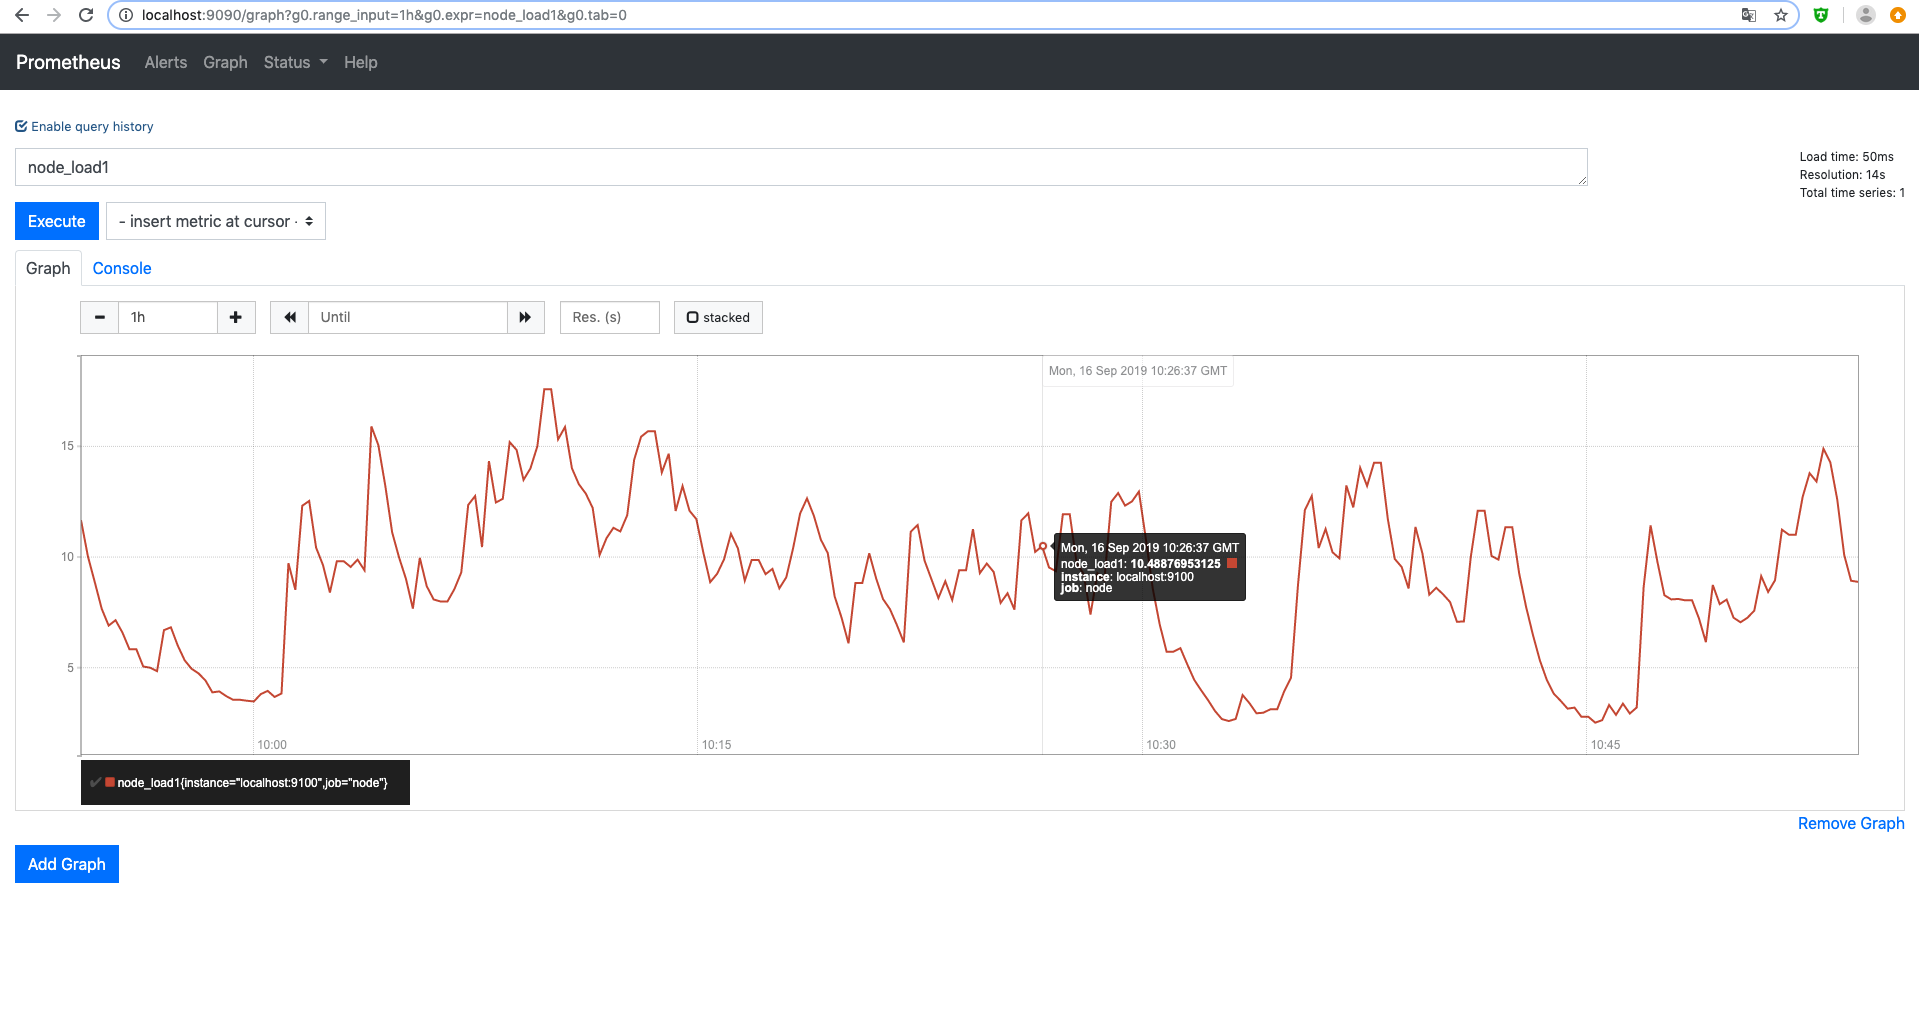 localhost:9090/graph?g0.range_input=1h&g0.expr=node_load1&g0.tab=0
Prometheus Alerts Graph Status Help
Enable query history
node_load1
Load time: 50ms
Resolution: 14s
Total time series: 1
Execute - insert metric at cursor -
Graph Console
1h Until Res. (s) stacked
Mon, 16 Sep 2019 10:26:37 GMT
15
10
5
Mon, 16 Sep 2019 10:26:37 GMT
node_load1: 10.48876953125
instance: localhost:9100
job: node
10:00 10:15 10:30 10:45
node_load1{instance="localhost:9100",job="node"}
Remove Graph
Add Graph